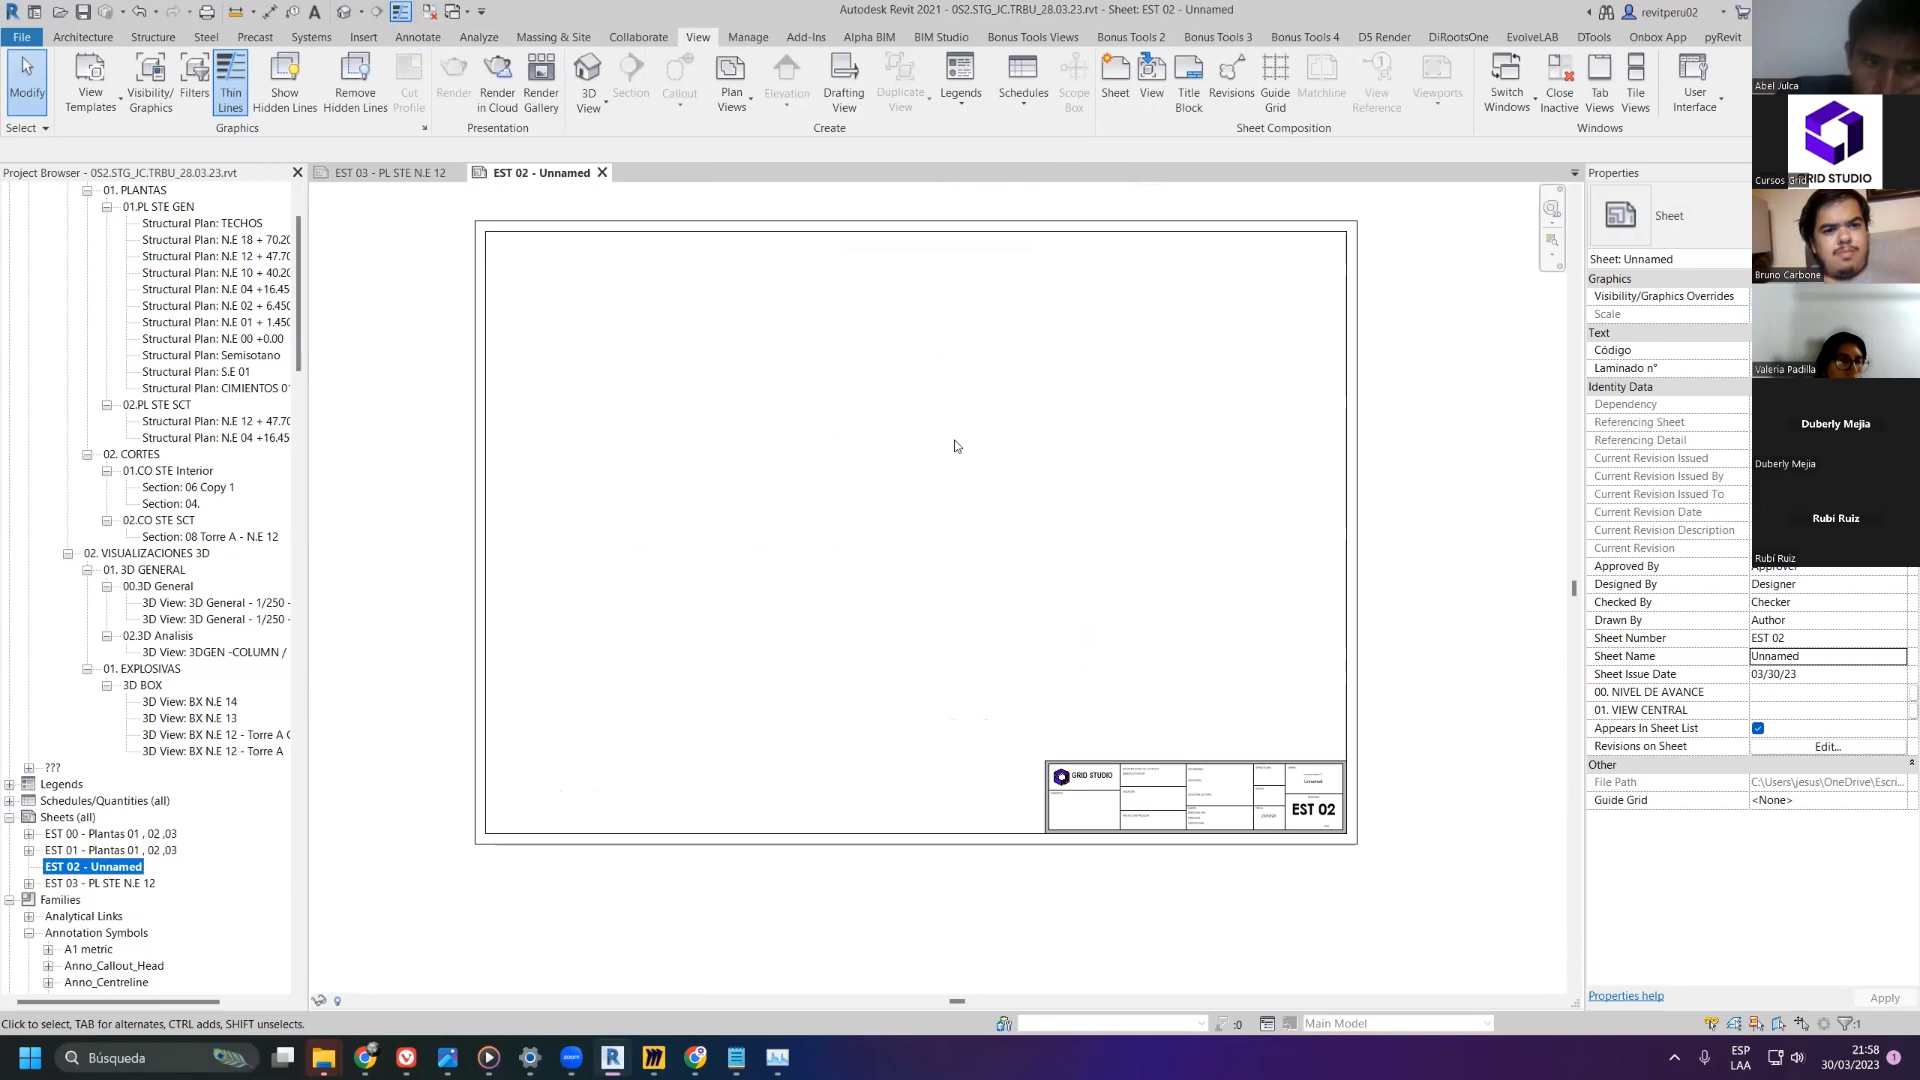 Autodesk Revit 2021 - 0S2.STG_JC.TRBU_28.03.23.rvt - Sheet: EST 02 - Unnamed
revitperu02
File Architecture Structure Steel Precast Systems Insert Annotate Analyze Massing & Site Collaborate View Manage Add-Ins Alpha BIM BIM Studio Bonus Tools Views Bonus Tools 2 Bonus Tools 3 Bonus Tools 4 D5 Render DiRootsOne EvolveLAB DTools Onbox App pyRevit
Modify
View Templates
Visibility/ Graphics
Filters
Thin Lines
Show Hidden Lines
Remove Hidden Lines
Cut Profile
Render
Render in Cloud
Render Gallery
3D View
Section
Callout
Plan Views
Elevation
Drafting View
Duplicate View
Legends
Schedules
Scope Box
Sheet
View
Title Block
Revisions
Guide Grid
Matchline
View Reference
Viewports
Switch Windows
Close Inactive
Tab Views
Tile Views
User Interface
Select
Graphics
Presentation
Create
Sheet Composition
Windows
Project Browser - 0S2.STG_JC.TRBU_28.03.23.rvt
01. PLANTAS
01.PL STE GEN
Structural Plan: TECHOS
Structural Plan: N.E 18 + 70.20
Structural Plan: N.E 12 + 47.70
Structural Plan: N.E 10 + 40.20
Structural Plan: N.E 04 +16.45
Structural Plan: N.E 02 + 6.450
Structural Plan: N.E 01 + 1.450
Structural Plan: N.E 00 +0.00
Structural Plan: Semisotano
Structural Plan: S.E 01
Structural Plan: CIMIENTOS 01
02.PL STE SCT
Structural Plan: N.E 12 + 47.70
Structural Plan: N.E 04 +16.45
02. CORTES
01.CO STE Interior
Section: 06 Copy 1
Section: 04.
02.CO STE SCT
Section: 08 Torre A - N.E 12
02. VISUALIZACIONES 3D
01. 3D GENERAL
00.3D General
3D View: 3D General - 1/250 -
3D View: 3D General - 1/250 -
02.3D Analisis
3D View: 3DGEN -COLUMN /
01. EXPLOSIVAS
3D BOX
3D View: BX N.E 14
3D View: BX N.E 13
3D View: BX N.E 12 - Torre A C
3D View: BX N.E 12 - Torre A
???
Legends
Schedules/Quantities (all)
Sheets (all)
EST 00 - Plantas 01 , 02 ,03
EST 01 - Plantas 01 , 02 ,03
EST 02 - Unnamed
EST 03 - PL STE N.E 12
Families
Analytical Links
Annotation Symbols
A1 metric
Anno_Callout_Head
Anno_Centreline
EST 03 - PL STE N.E 12
EST 02 - Unnamed
GRID STUDIO
Unnamed
EST 02
Properties
Sheet
Sheet: Unnamed
Graphics
Visibility/Graphics Overrides
Scale
Text
Código
Laminado n°
Identity Data
Dependency
Referencing Sheet
Referencing Detail
Current Revision Issued
Current Revision Issued By
Current Revision Issued To
Current Revision Date
Current Revision Description
Current Revision
Approved By Approver
Designed By Designer
Checked By Checker
Drawn By Author
Sheet Number EST 02
Sheet Name Unnamed
Sheet Issue Date 03/30/23
00. NIVEL DE AVANCE
01. VIEW CENTRAL
Appears In Sheet List
Revisions on Sheet Edit...
Other
File Path C:\Users\jesus\OneDrive\Escri...
Guide Grid <None>
Properties help
Apply
Abel Julca
GRID STUDIO
Cursos Grid
Bruno Carbone
Valeria Padilla
Duberly Mejia
Duberly Mejia
Rubí Ruiz
Rubí Ruiz
Click to select, TAB for alternates, CTRL adds, SHIFT unselects.
:0
Main Model
:1
Búsqueda
ESP
LAA
21:58
30/03/2023
1